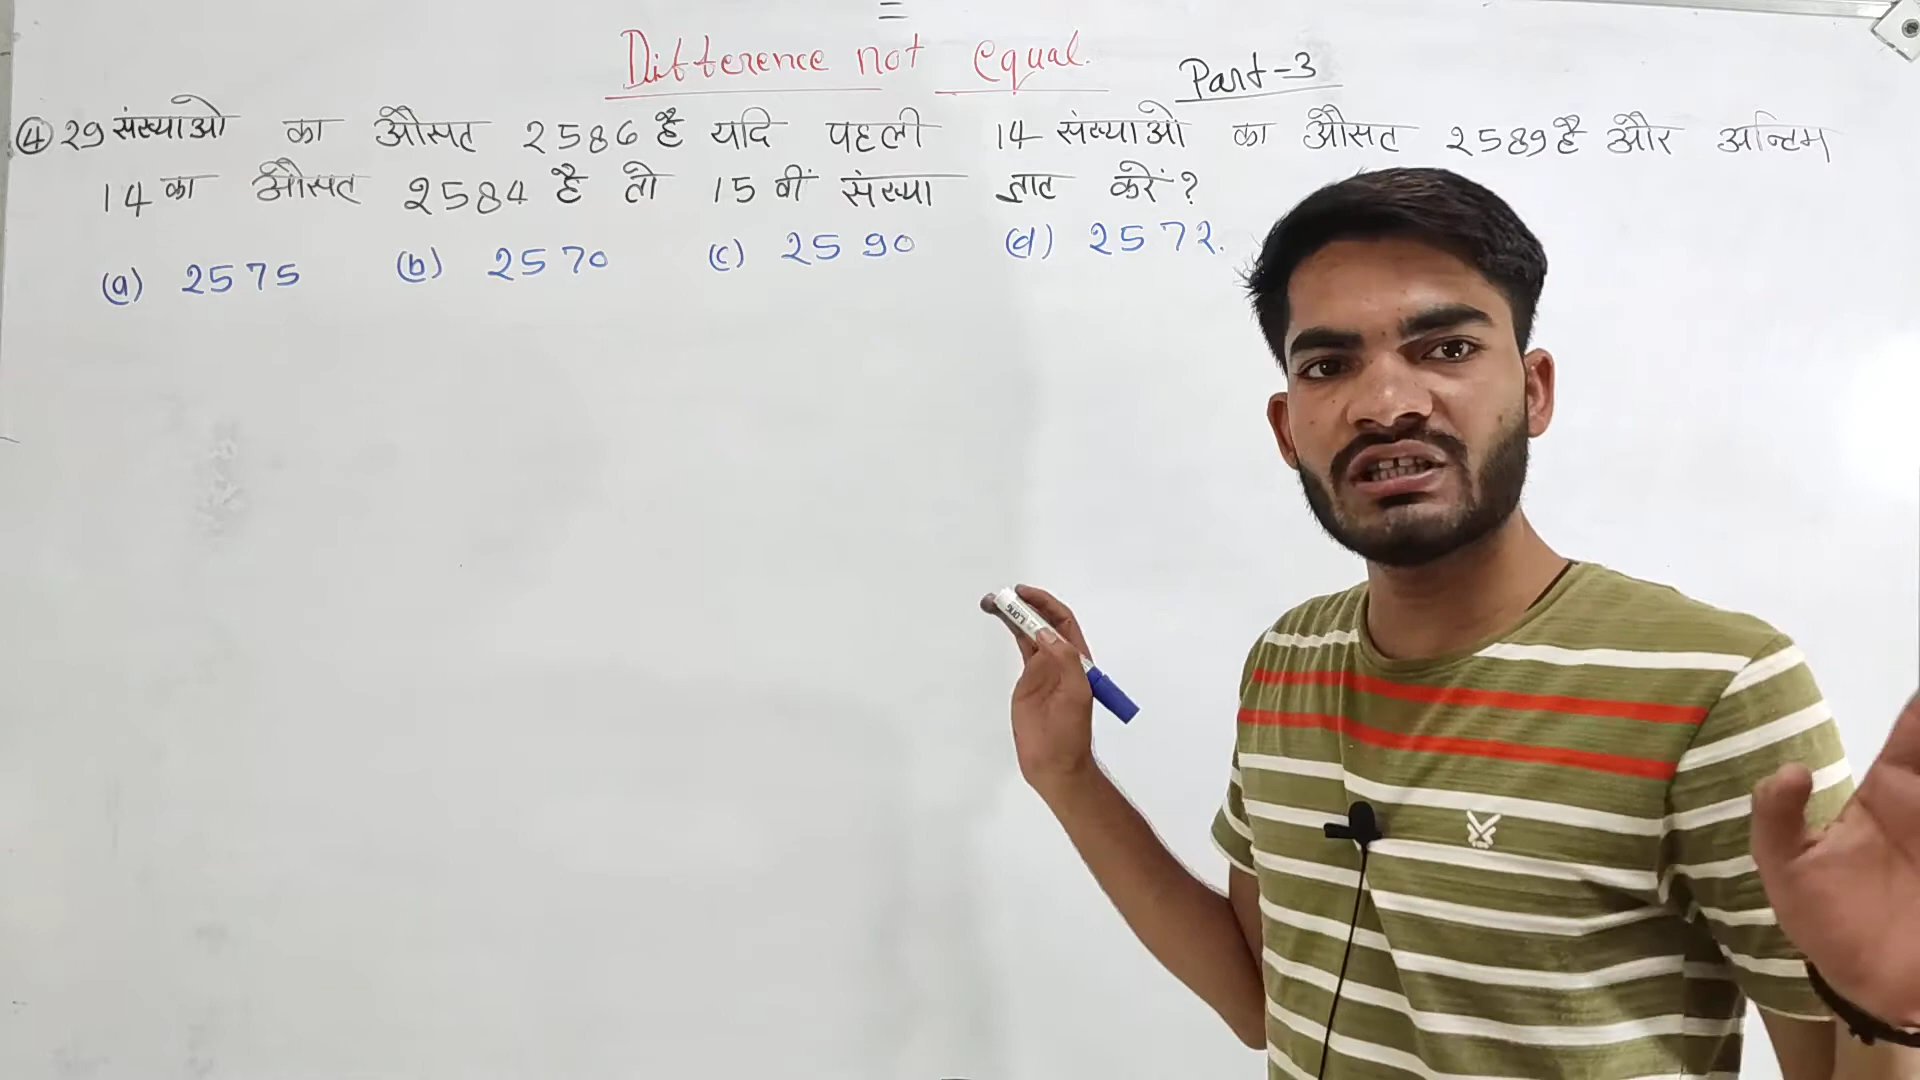 Difference not equal.
Part-3
④ 29 संख्याओ का औसत 2586 है यदि पहली 14 संख्याओ का औसत 2589 है और अन्तिम
14 का औसत 2584 है तो 15 वीं संख्या ज्ञात करें ?
(a) 2575 (b) 2570 (c) 2590 (d) 2572.